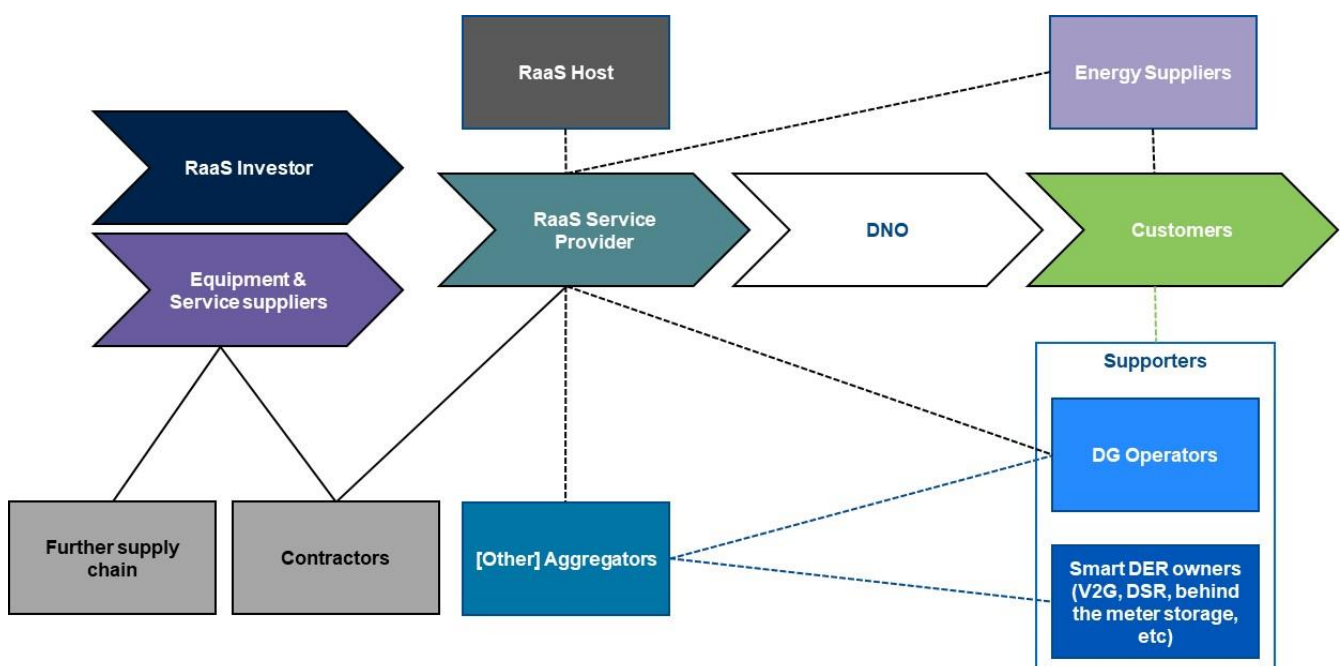 RaaS Host
Energy Suppliers
RaaS Investor
RaaS Service
Provider
DNO
Customers
Equipment &
Service suppliers
Supporters
DG Operators
Further supply
chain
Contractors
[Other] Aggregators
Smart DER owners
(V2G, DSR, behind
the meter storage,
etc)